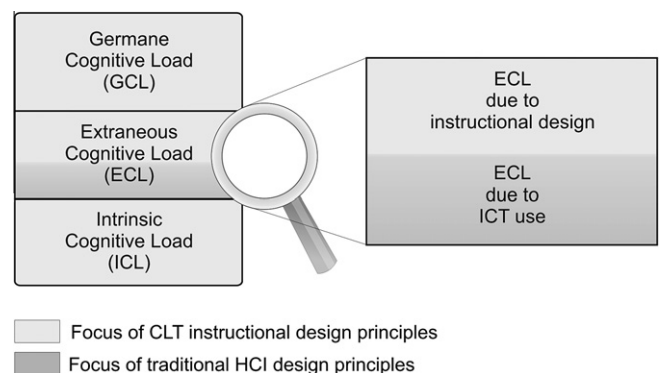 Germane
Cognitive Load
(GCL)
Extraneous
Cognitive Load
(ECL)
Intrinsic
Cognitive Load
(ICL)
ECL
due to
instructional design
ECL
due to
ICT use
Focus of CLT instructional design principles
Focus of traditional HCI design principles